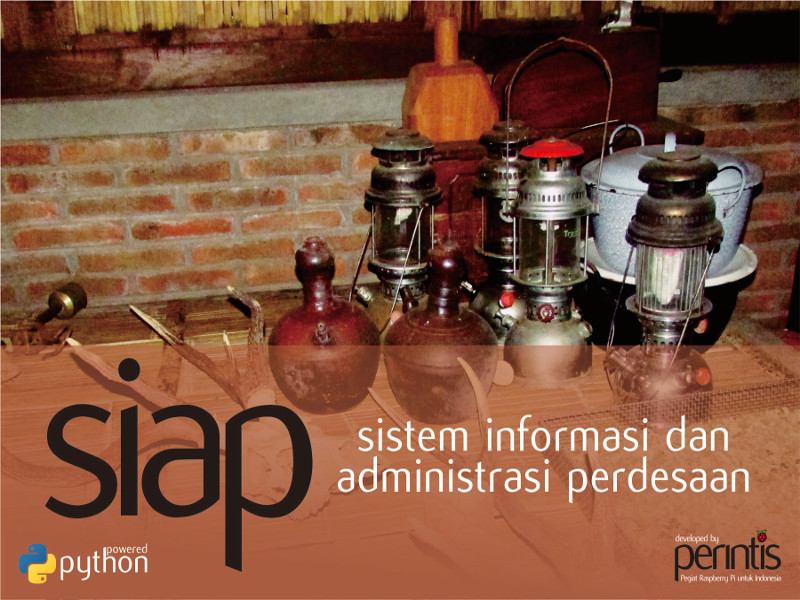 siap
sistem informasi dan
administrasi perdesaan
powered
python
developed by
perintis
Pegiat Raspberry Pi untuk Indonesia